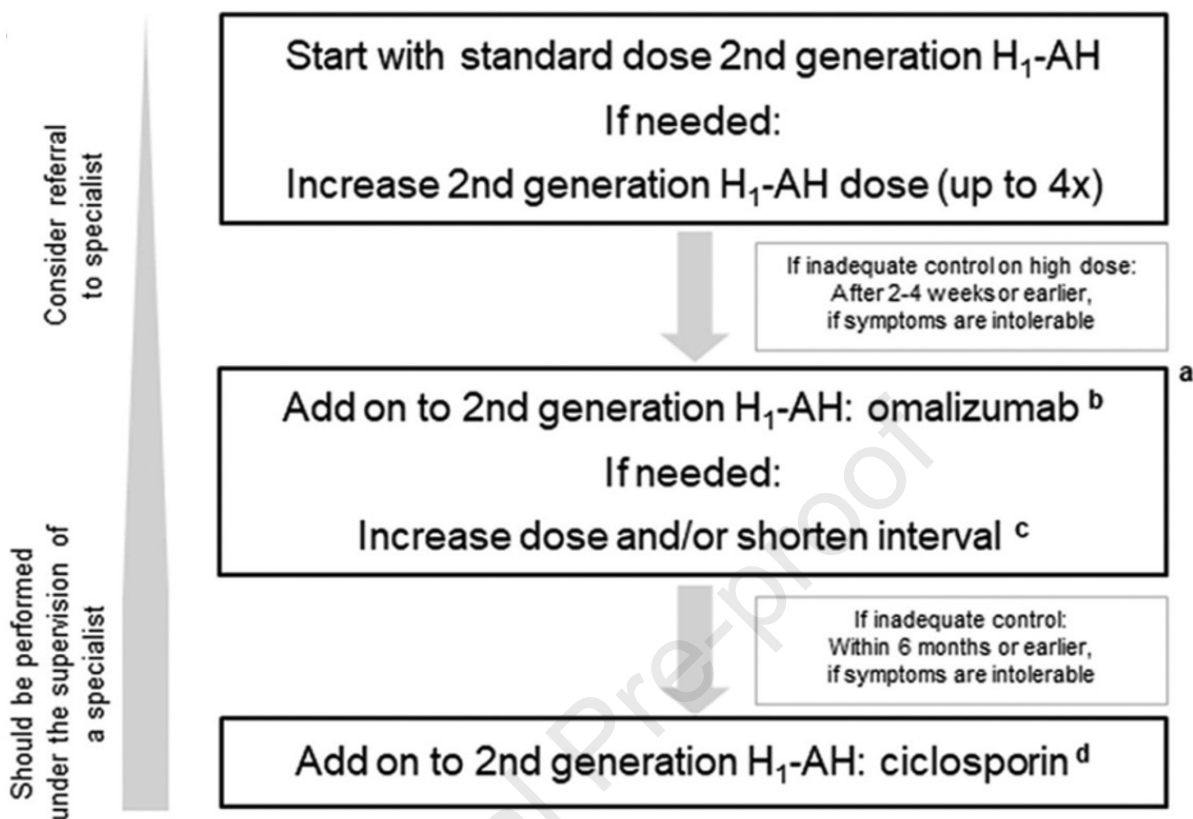 Start with standard dose 2nd generation H₁-AH
If needed:
Increase 2nd generation H₁-AH dose (up to 4x)
Consider referral
to specialist
If inadequate control on high dose:
After 2-4 weeks or earlier,
if symptoms are intolerable
a
Add on to 2nd generation H₁-AH: omalizumab b
If needed:
Increase dose and/or shorten interval c
Should be performed
under the supervision of
a specialist
If inadequate control:
Within 6 months or earlier,
if symptoms are intolerable
Add on to 2nd generation H₁-AH: ciclosporin d
al Pre-proof